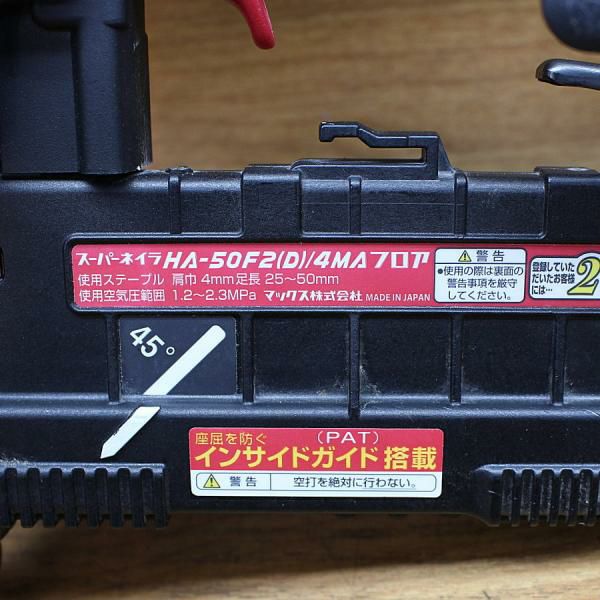 スーパーネイラ HA-50F2(D)/4MAフロア
使用ステープル 肩巾 4mm足長 25～50mm
使用空気圧範囲 1.2～2.3MPa マックス株式会社 MADE IN JAPAN
⚠警告
●使用の際は裏面の
警告事項を厳守
してください。
登録していた
だいたお客様
には…
2
45°
座屈を防ぐ (PAT)
インサイドガイド搭載
⚠警告 空打を絶対に行わない。